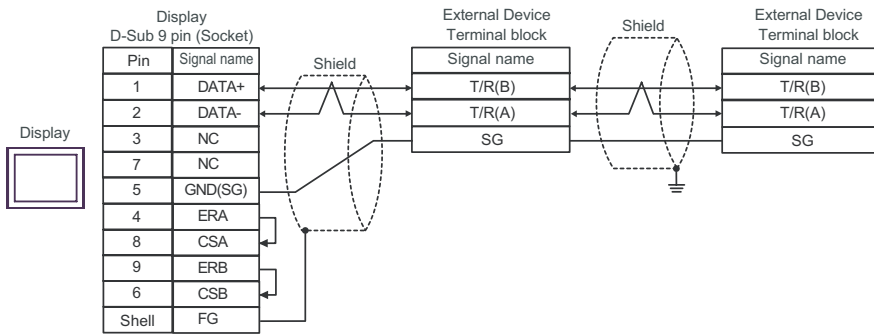 Display
D-Sub 9 pin (Socket)
Pin Signal name
1 DATA+
2 DATA-
3 NC
7 NC
5 GND(SG)
4 ERA
8 CSA
9 ERB
6 CSB
Shell FG
Display
Shield
External Device
Terminal block
Signal name
T/R(B)
T/R(A)
SG
Shield
External Device
Terminal block
Signal name
T/R(B)
T/R(A)
SG